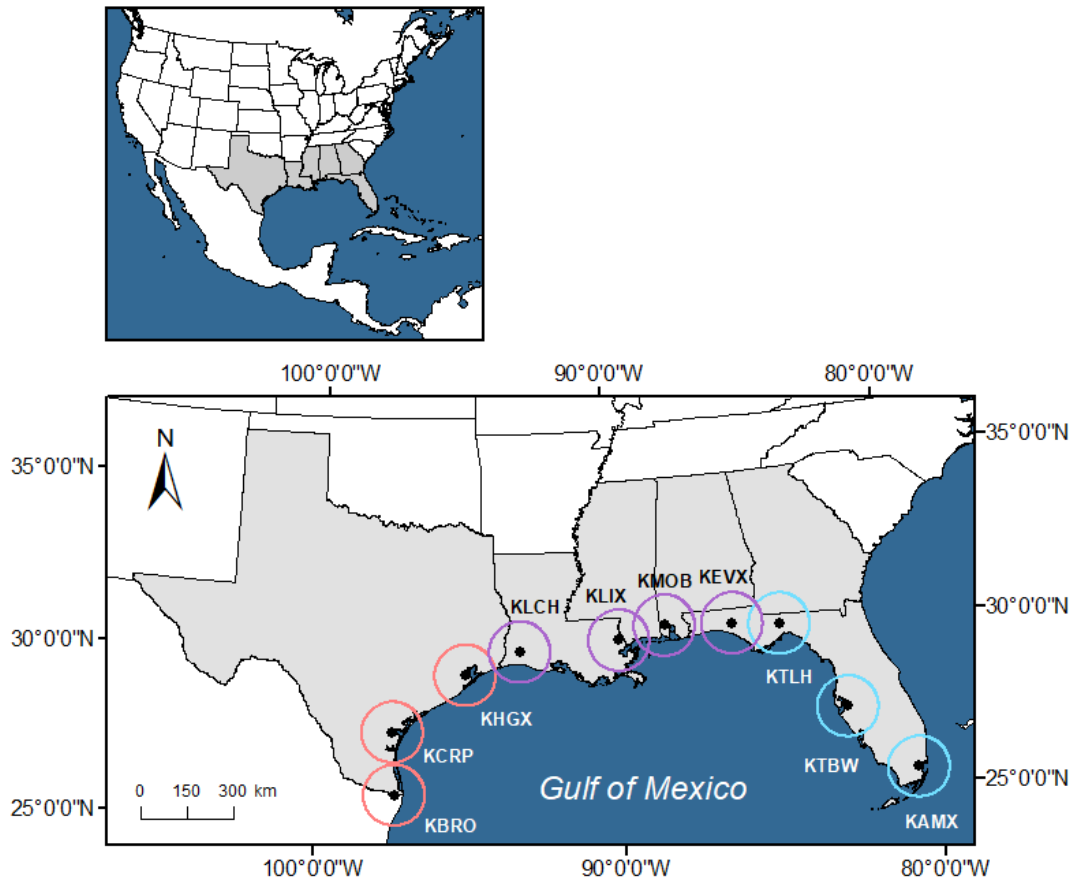 100°0'0"W 90°0'0"W 80°0'0"W
N
35°0'0"N 35°0'0"N
KMOB KEVX
KLCH KLIX
30°0'0"N 30°0'0"N
KTLH
KHGX
KCRP KTBW
0 150 300 km Gulf of Mexico
25°0'0"N 25°0'0"N
KBRO KAMX
100°0'0"W 90°0'0"W 80°0'0"W